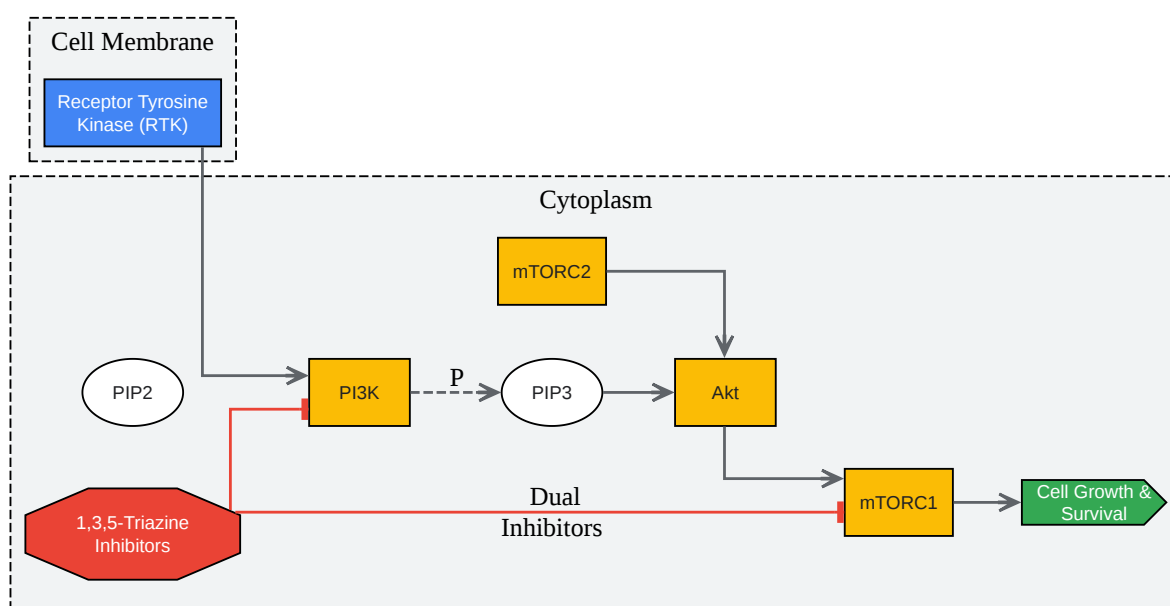 Cell Membrane
Receptor Tyrosine
Kinase (RTK)
Cytoplasm
mTORC2
PIP2
PI3K
P
PIP3
Akt
1,3,5-Triazine
Inhibitors
Dual
Inhibitors
mTORC1
Cell Growth &
Survival